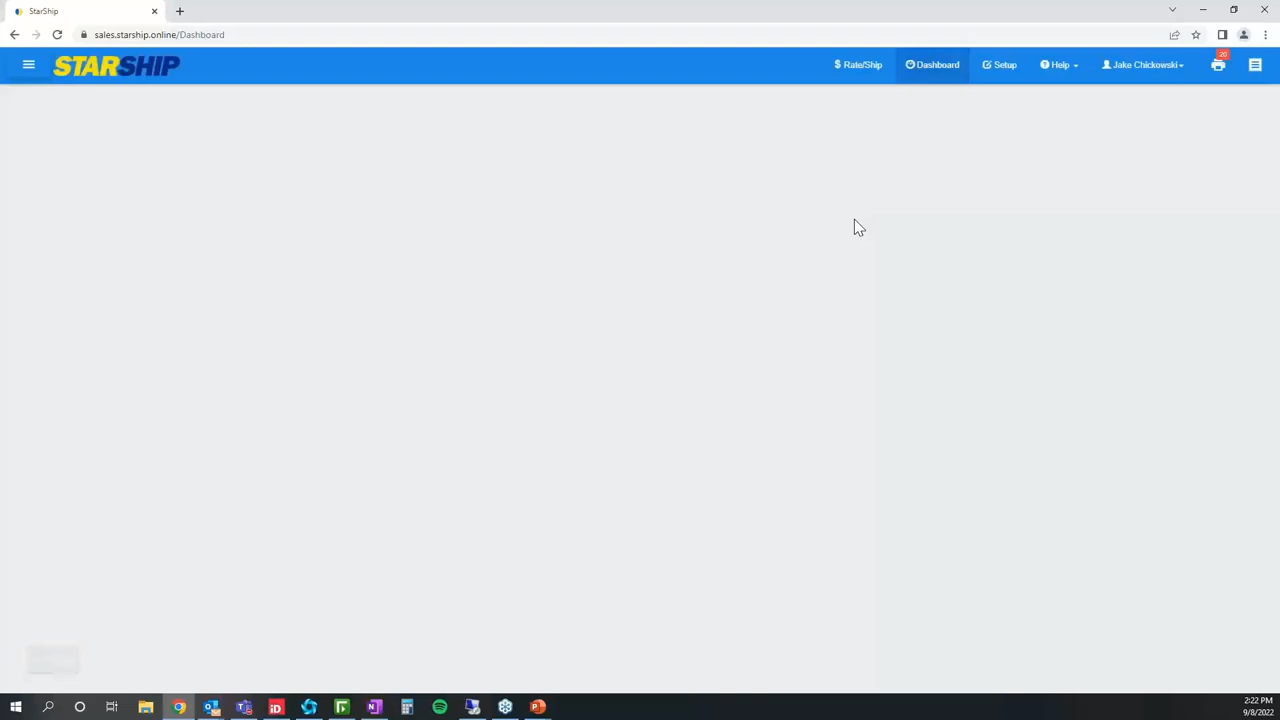 StarShip
sales.starship.online/Dashboard
STARSHIP
$ Rate/Ship
Dashboard
Setup
Help
Jake Chickowski
20
2:22 PM
9/8/2022